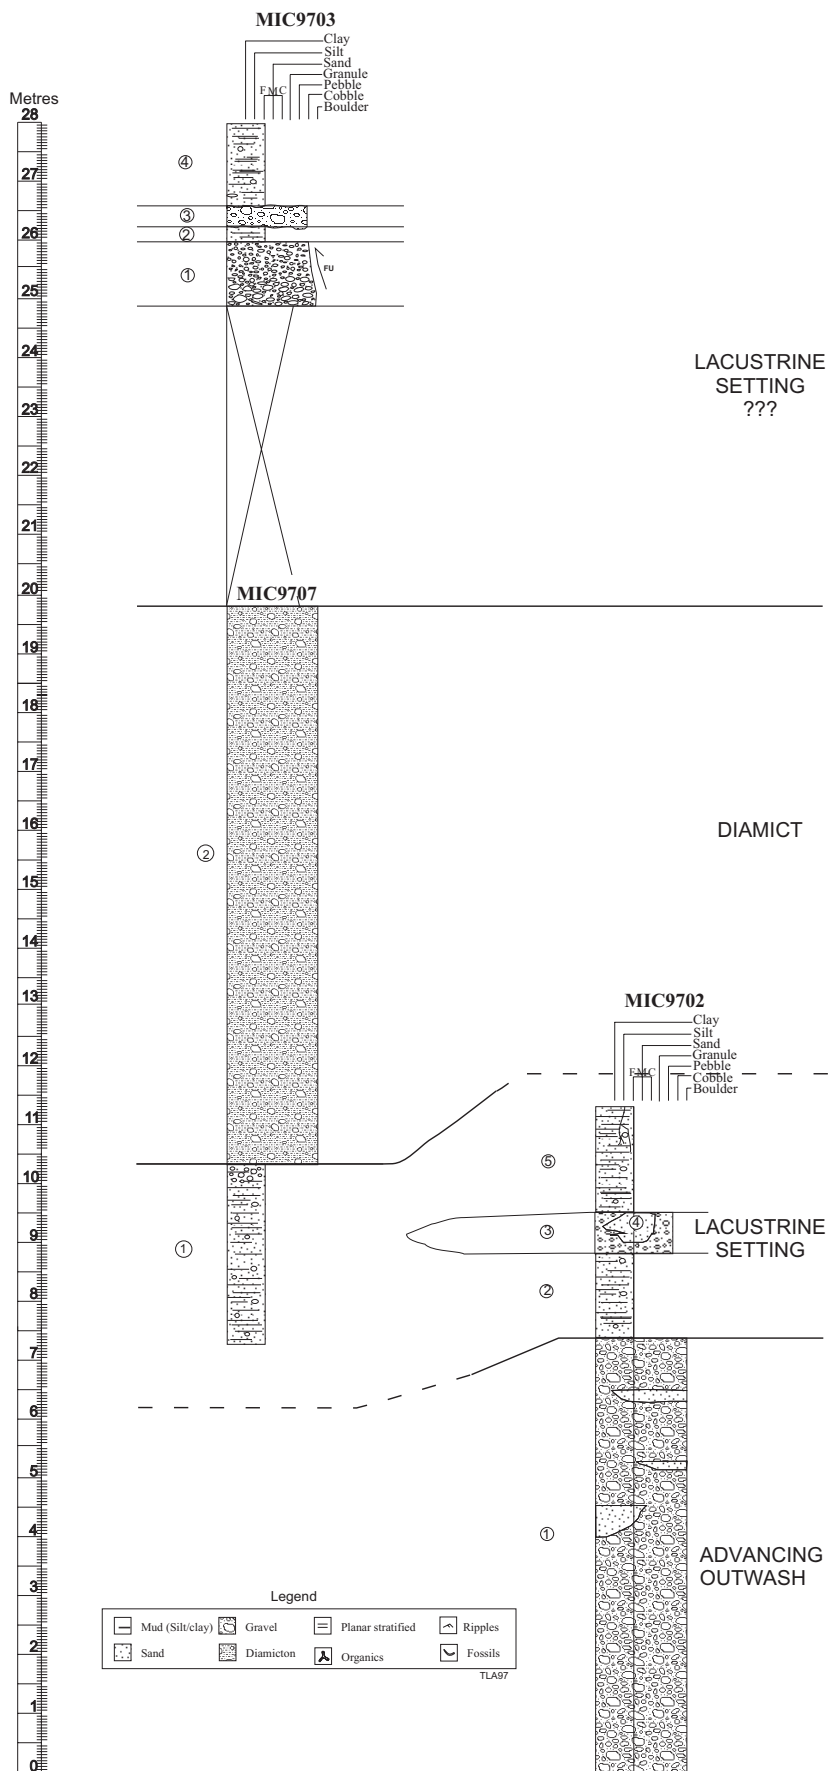 MIC9703
Clay
Silt
Sand
Granule
F M C
Pebble
Cobble
Boulder
Metres
28
4
27
3
26
2
1
FU
25
24
LACUSTRINE
SETTING
???
23
22
21
20
MIC9707
19
18
17
16
DIAMICT
2
15
14
13
MIC9702
Clay
Silt
Sand
12
Granule
FMC
Pebble
Cobble
Boulder
11
5
10
4
3
LACUSTRINE
SETTING
9
1
2
8
7
6
5
4
1
ADVANCING
OUTWASH
3
Legend
Mud (Silt/clay) Gravel Planar stratified Ripples
Sand Diamicton Organics Fossils
TLA97
2
1
0